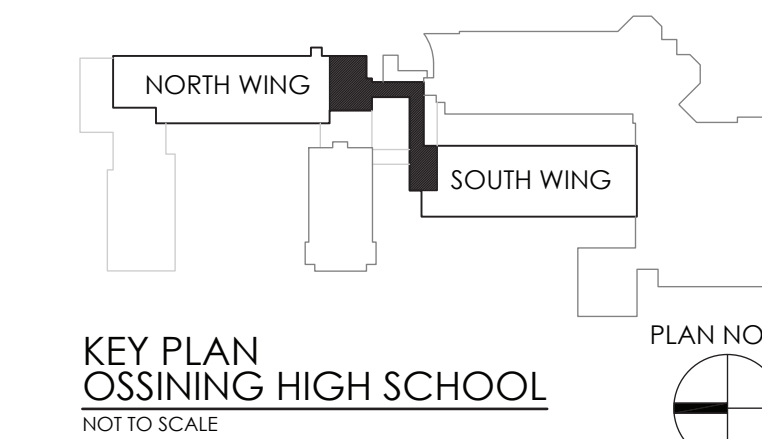 NORTH WING
SOUTH WING
KEY PLAN
OSSINING HIGH SCHOOL
NOT TO SCALE
PLAN NO